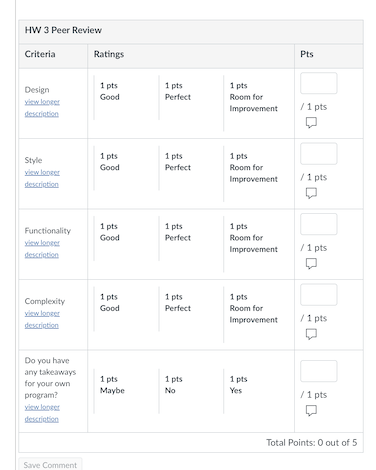 HW 3 Peer Review
Criteria Ratings Pts
Design
view longer
description
1 pts
Good
1 pts
Perfect
1 pts
Room for
Improvement
/ 1 pts
Style
view longer
description
1 pts
Good
1 pts
Perfect
1 pts
Room for
Improvement
/ 1 pts
Functionality
view longer
description
1 pts
Good
1 pts
Perfect
1 pts
Room for
Improvement
/ 1 pts
Complexity
view longer
description
1 pts
Good
1 pts
Perfect
1 pts
Room for
Improvement
/ 1 pts
Do you have
any takeaways
for your own
program?
view longer
description
1 pts
Maybe
1 pts
No
1 pts
Yes
/ 1 pts
Total Points: 0 out of 5
Save Comment